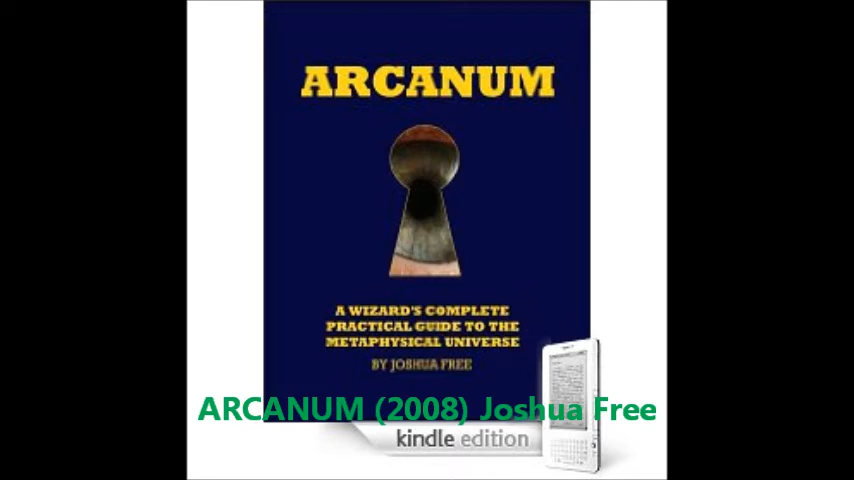 ARCANUM
A WIZARD'S COMPLETE
PRACTICAL GUIDE TO THE
METAPHYSICAL UNIVERSE
BY JOSHUA FREE
ARCANUM (2008) Joshua Free
kindle edition